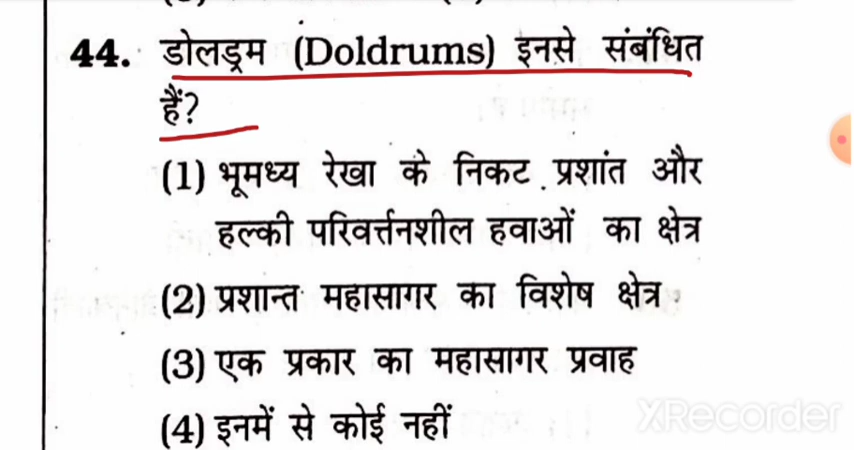 44. डोलड्रम (Doldrums) इनसे संबंधित
हैं?
(1) भूमध्य रेखा के निकट प्रशांत और
हल्की परिवर्त्तनशील हवाओं का क्षेत्र
(2) प्रशान्त महासागर का विशेष क्षेत्र
(3) एक प्रकार का महासागर प्रवाह
(4) इनमें से कोई नहीं
XRecorder